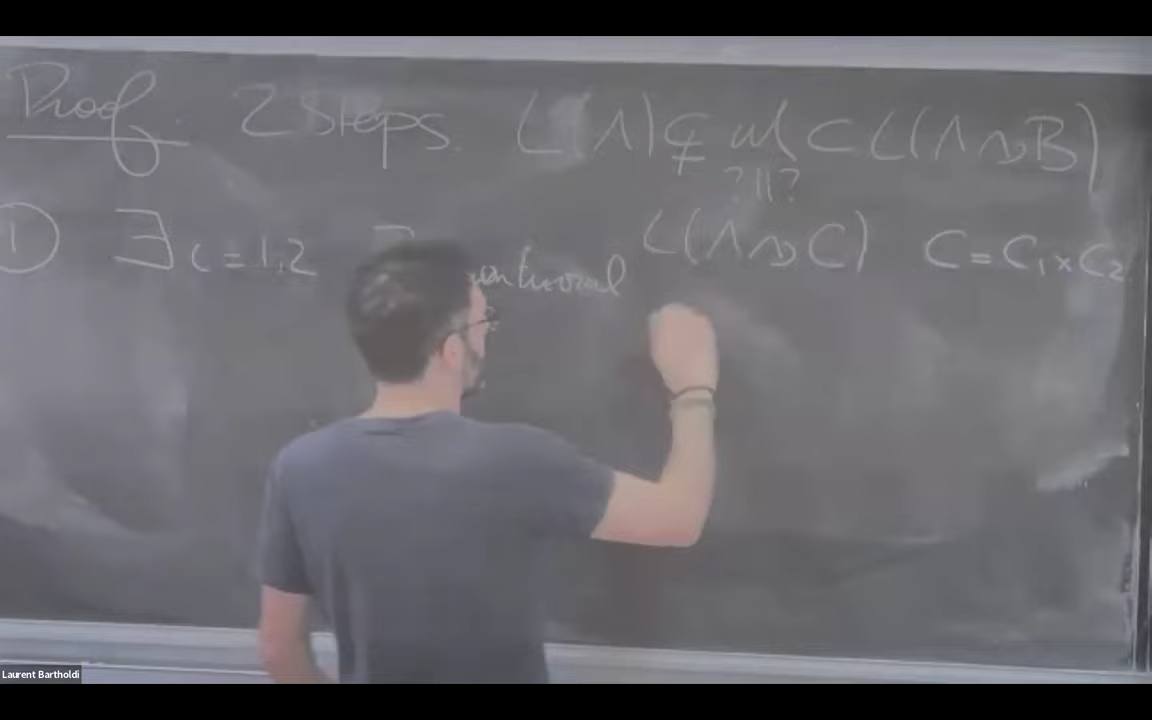 Proof. 2 Steps. L(Λ) ⊊ M ⊂ L(Λ↷B)
?||?
① ∃ i=1,2 L(Λ↷C) C = C₁ × C₂
Laurent Bartholdi